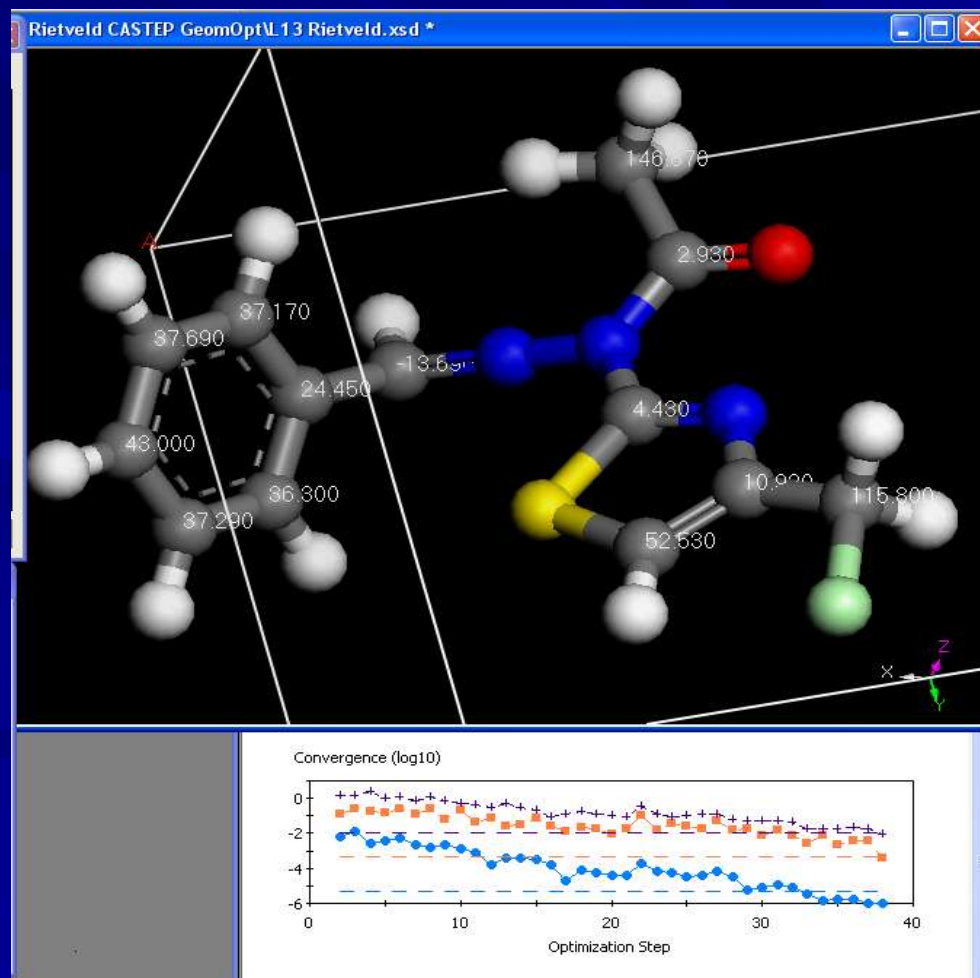 Rietveld CASTEP GeomOpt\L13 Rietveld.xsd *
A
2.930
37.170
37.690
24.450
4.430
43.000
36.300
115.800
37.290
52.530
X
Z
Y
Convergence (log10)
0
-2
-4
-6
0
10
20
30
40
Optimization Step